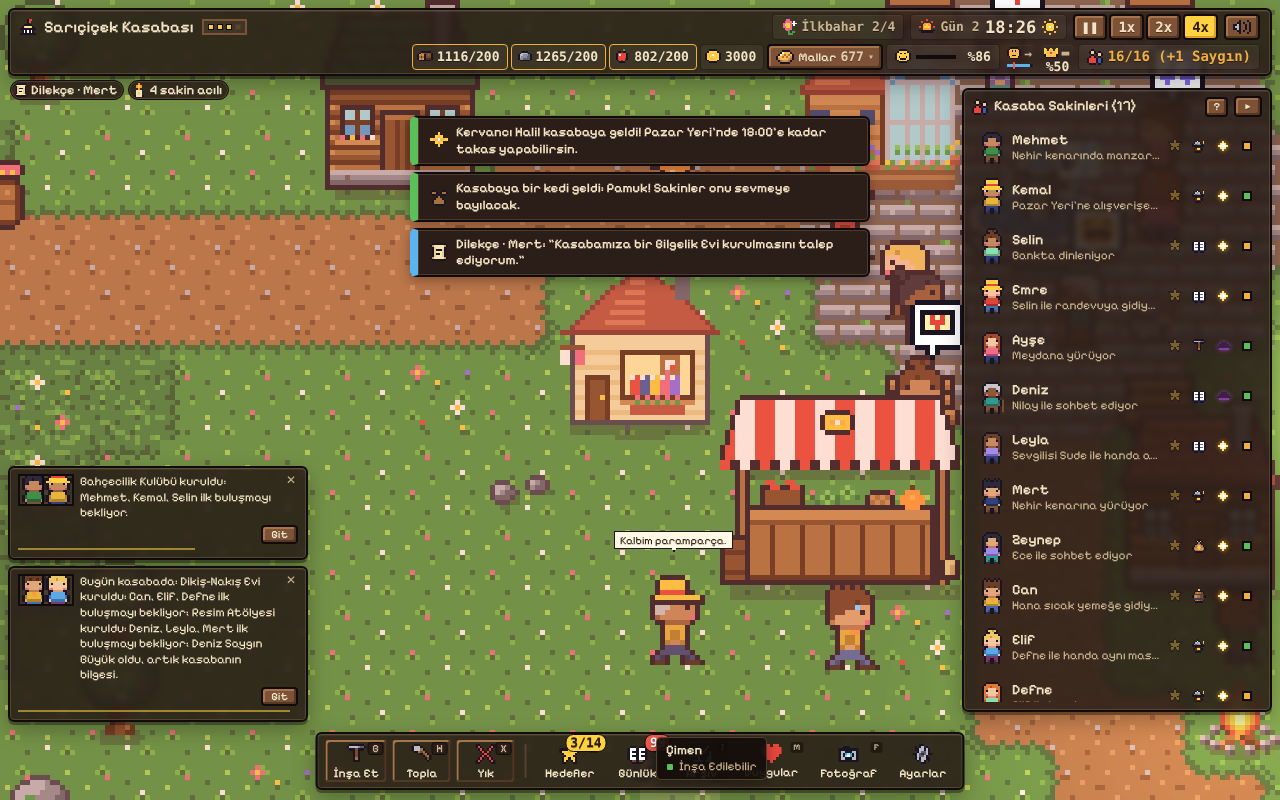 Sarıçiçek Kasabası
İlkbahar 2/4
Gün 2 18:26
1x
2x
4x
1116/200
1265/200
802/200
3000
Mallar 677
%86
%50
16/16 (+1 Saygın)
Dilekçe · Mert
4 sakin acılı
Kervancı Halil kasabaya geldi! Pazar Yeri'nde 18:00'e kadar
takas yapabilirsin.
Kasabaya bir kedi geldi: Pamuk! Sakinler onu sevmeye
bayılacak.
Dilekçe · Mert: "Kasabamıza bir Bilgelik Evi kurulmasını talep
ediyorum."
Kasaba Sakinleri (17)
?
Mehmet
Nehir kenarında manzar...
Kemal
Pazar Yeri'ne alışverişe...
Selin
Bankta dinleniyor
Emre
Selin ile randevuya gidiy...
Ayşe
Meydana yürüyor
Deniz
Nilay ile sohbet ediyor
Leyla
Sevgilisi Sude ile handa a...
Mert
Nehir kenarına yürüyor
Zeynep
Ece ile sohbet ediyor
Can
Hana sıcak yemeğe gidiy...
Elif
Defne ile handa aynı mas...
Defne
Bahçecilik Kulübü kuruldu:
Mehmet, Kemal, Selin ilk buluşmayı
bekliyor.
Git
Bugün kasabada: Dikiş-Nakış Evi
kuruldu: Can, Elif, Defne ilk
buluşmayı bekliyor; Resim Atölyesi
kuruldu: Deniz, Leyla, Mert ilk
buluşmayı bekliyor; Deniz Saygın
Büyük oldu, artık kasabanın
bilgesi.
Git
Kalbim paramparça.
İnşa Et
G
Topla
H
Yık
X
3/14
Hedefler
Günlük
Çimen
İnşa Edilebilir
M
Fotoğraf
F
Ayarlar